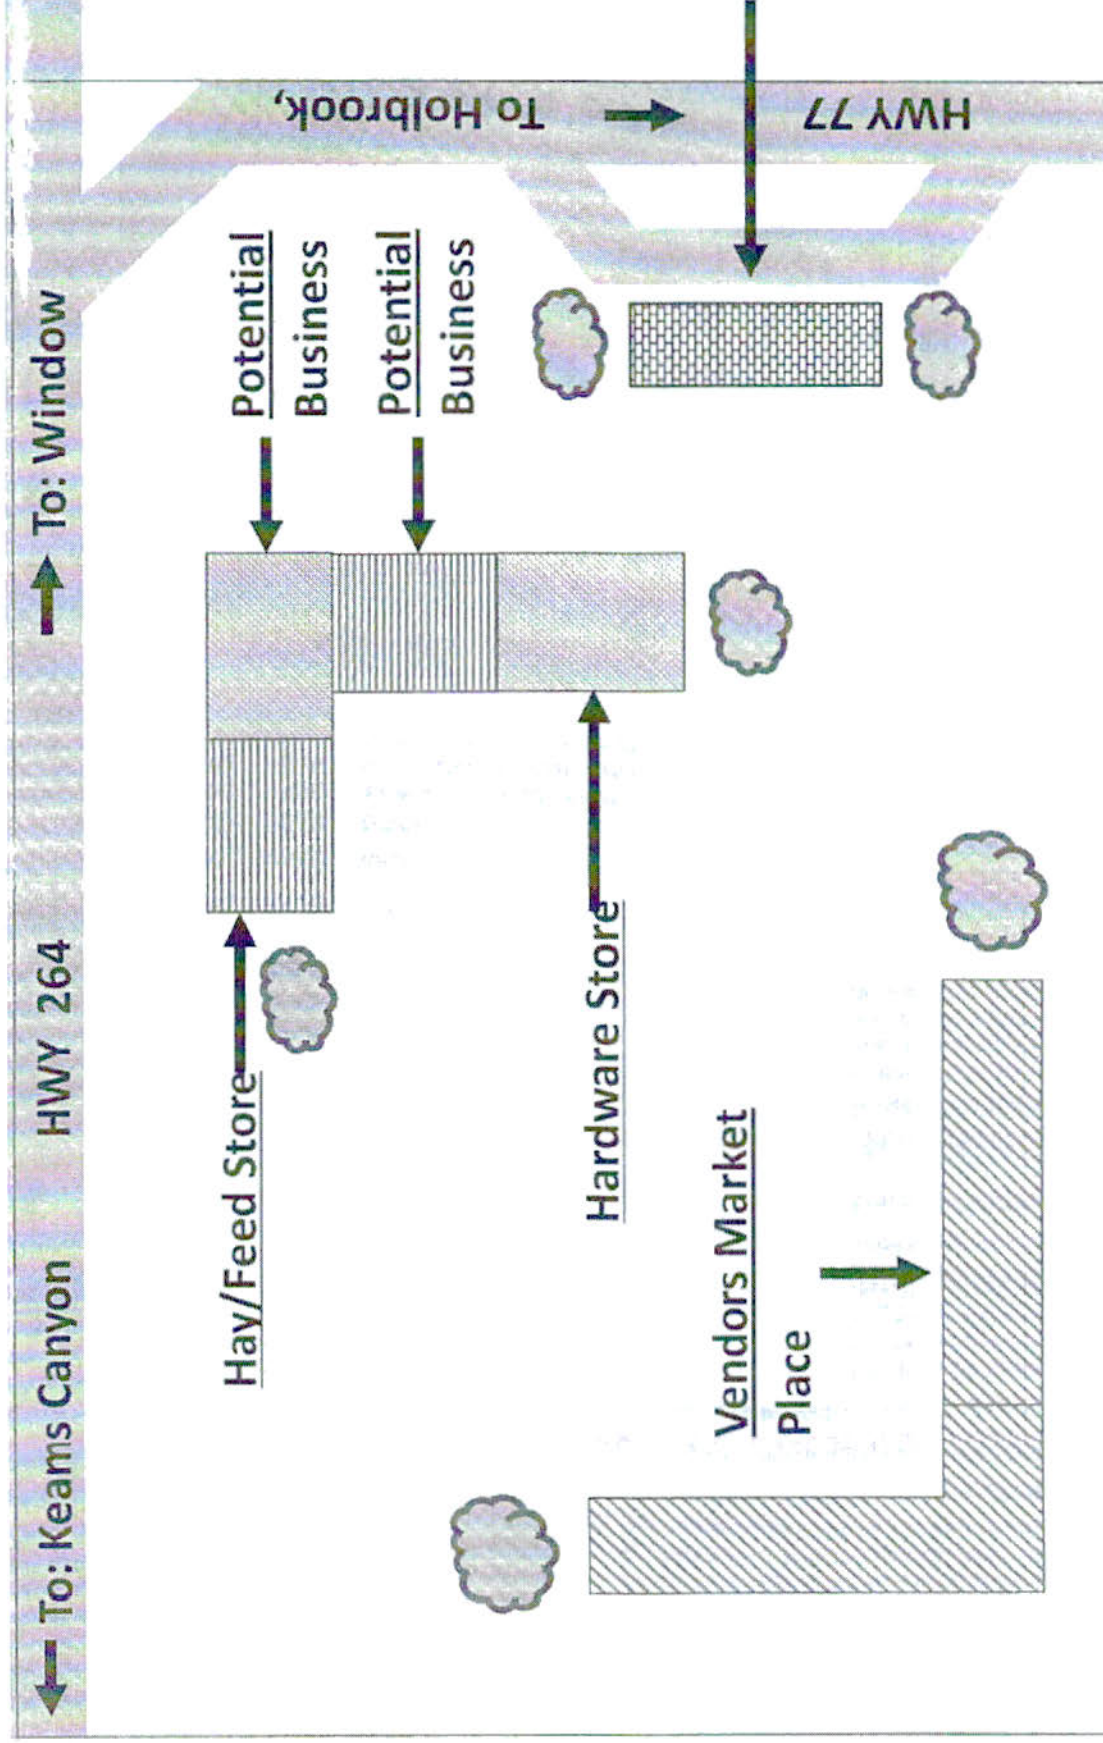 To: Keams Canyon HWY 264 To: Window
To Holbrook,
HWY 77
Potential
Business
Potential
Business
Hay/Feed Store
Hardware Store
Vendors Market
Place